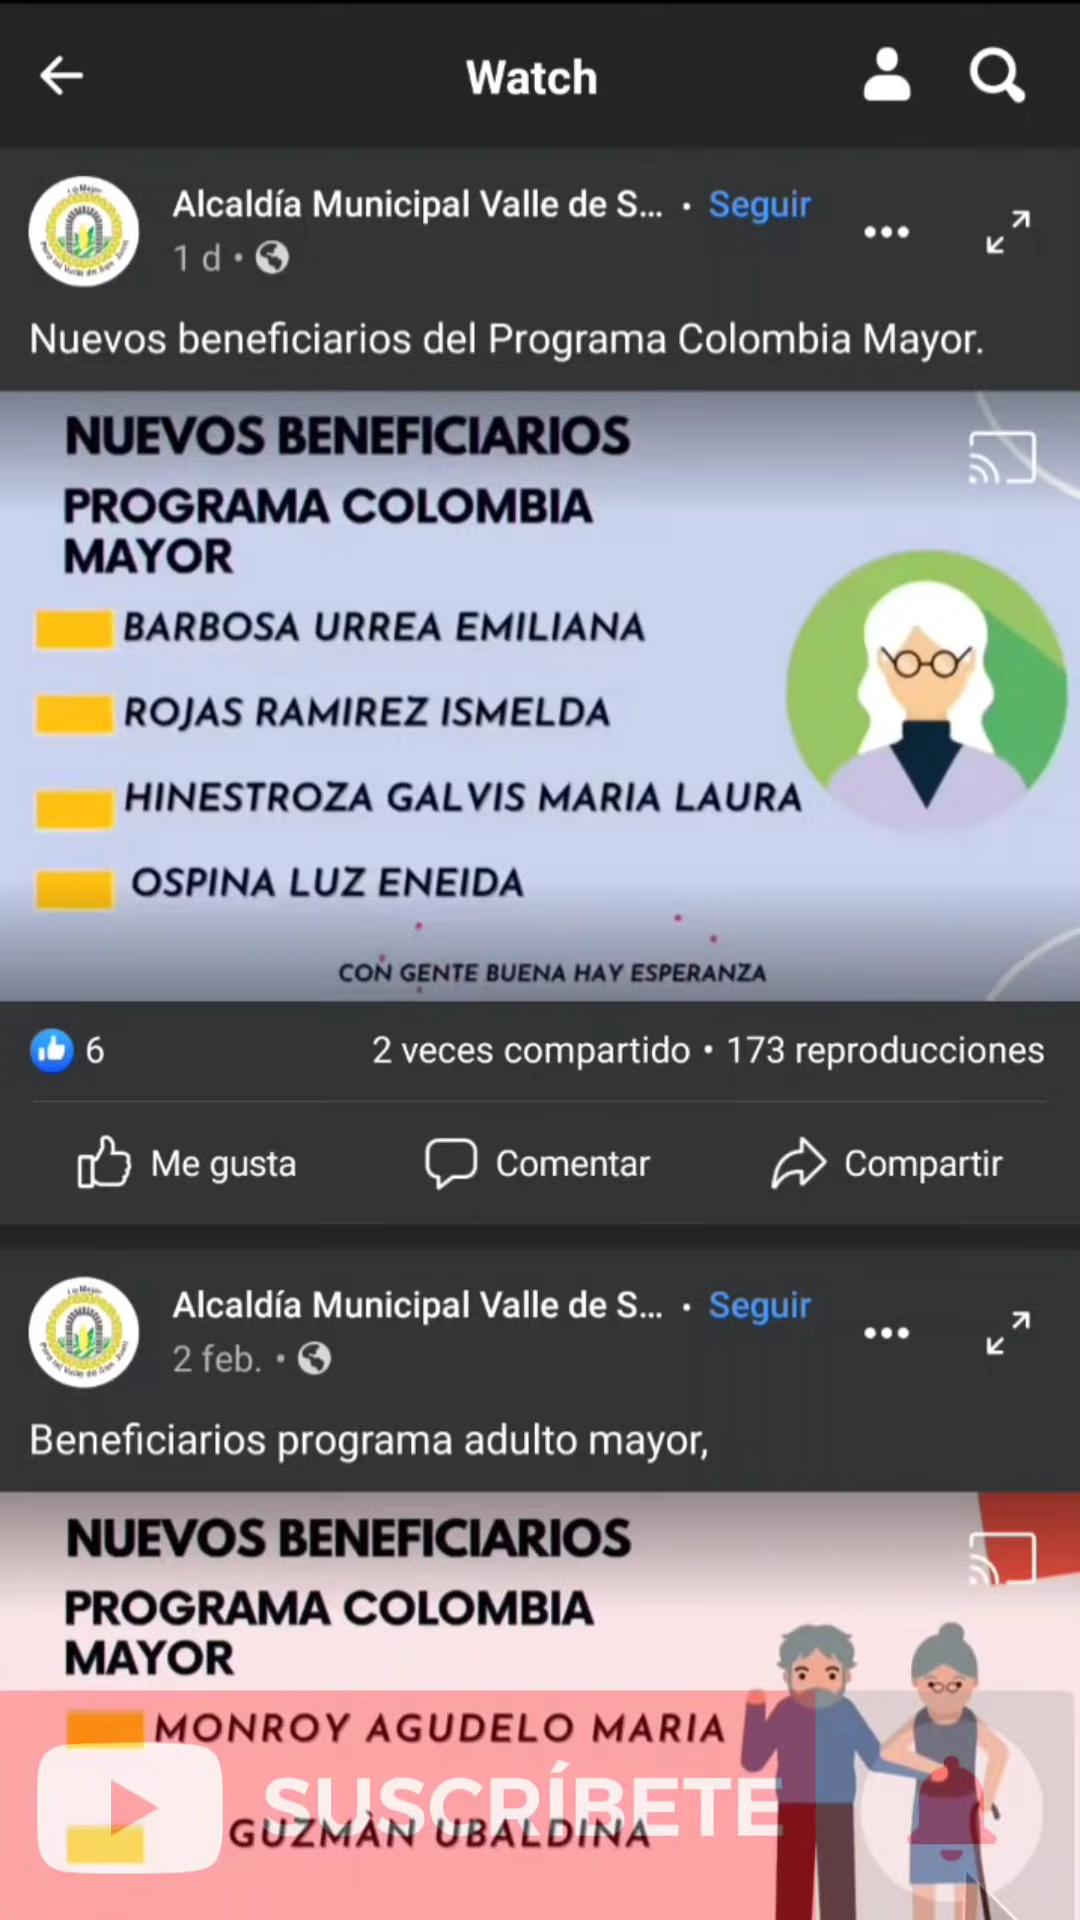 Watch
Alcaldía Municipal Valle de S... • Seguir
1 d •
Nuevos beneficiarios del Programa Colombia Mayor.
NUEVOS BENEFICIARIOS
PROGRAMA COLOMBIA
MAYOR
BARBOSA URREA EMILIANA
ROJAS RAMIREZ ISMELDA
HINESTROZA GALVIS MARIA LAURA
OSPINA LUZ ENEIDA
CON GENTE BUENA HAY ESPERANZA
6
2 veces compartido • 173 reproducciones
Me gusta
Comentar
Compartir
Alcaldía Municipal Valle de S... • Seguir
2 feb. •
Beneficiarios programa adulto mayor,
NUEVOS BENEFICIARIOS
PROGRAMA COLOMBIA
MAYOR
MONROY AGUDELO MARIA
SUSCRÍBETE
GUZMÀN UBALDINA